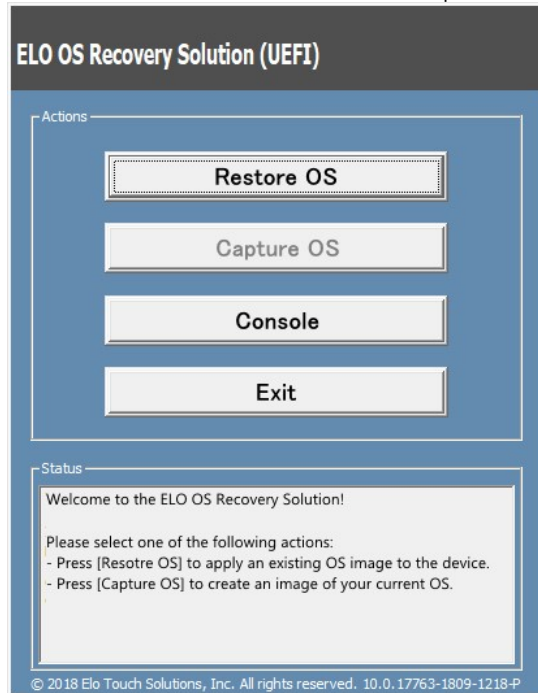 ELO OS Recovery Solution (UEFI)
Actions
Restore OS
Capture OS
Console
Exit
Status
Welcome to the ELO OS Recovery Solution!
Please select one of the following actions:
- Press [Resotre OS] to apply an existing OS image to the device.
- Press [Capture OS] to create an image of your current OS.
© 2018 Elo Touch Solutions, Inc. All rights reserved. 10.0.17763-1809-1218-P